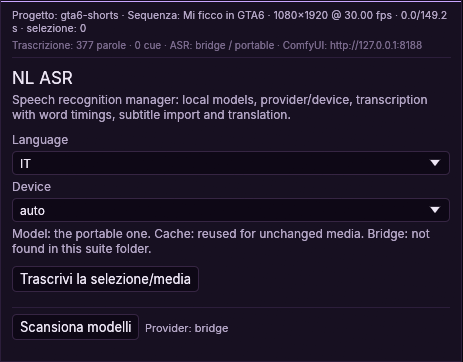 Progetto: gta6-shorts · Sequenza: Mi ficco in GTA6 · 1080×1920 @ 30.00 fps · 0.0/149.2
s · selezione: 0
Trascrizione: 377 parole · 0 cue · ASR: bridge / portable · ComfyUI: http://127.0.0.1:8188
NL ASR
Speech recognition manager: local models, provider/device, transcription
with word timings, subtitle import and translation.
Language
IT
Device
auto
Model: the portable one. Cache: reused for unchanged media. Bridge: not
found in this suite folder.
Trascrivi la selezione/media
Scansiona modelli
Provider: bridge